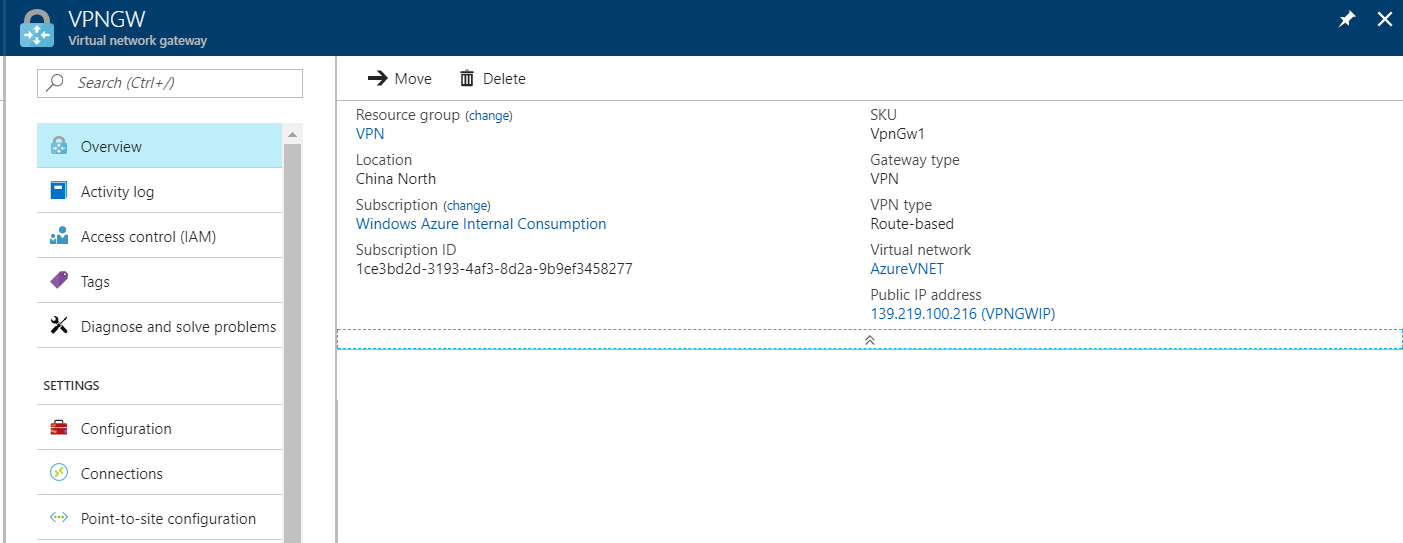 VPNGW
Virtual network gateway
Search (Ctrl+/)
Overview
Activity log
Access control (IAM)
Tags
Diagnose and solve problems
SETTINGS
Configuration
Connections
Point-to-site configuration
Move
Delete
Resource group (change)
VPN
Location
China North
Subscription (change)
Windows Azure Internal Consumption
Subscription ID
1ce3bd2d-3193-4af3-8d2a-9b9ef3458277
SKU
VpnGw1
Gateway type
VPN
VPN type
Route-based
Virtual network
AzureVNET
Public IP address
139.219.100.216 (VPNGWIP)